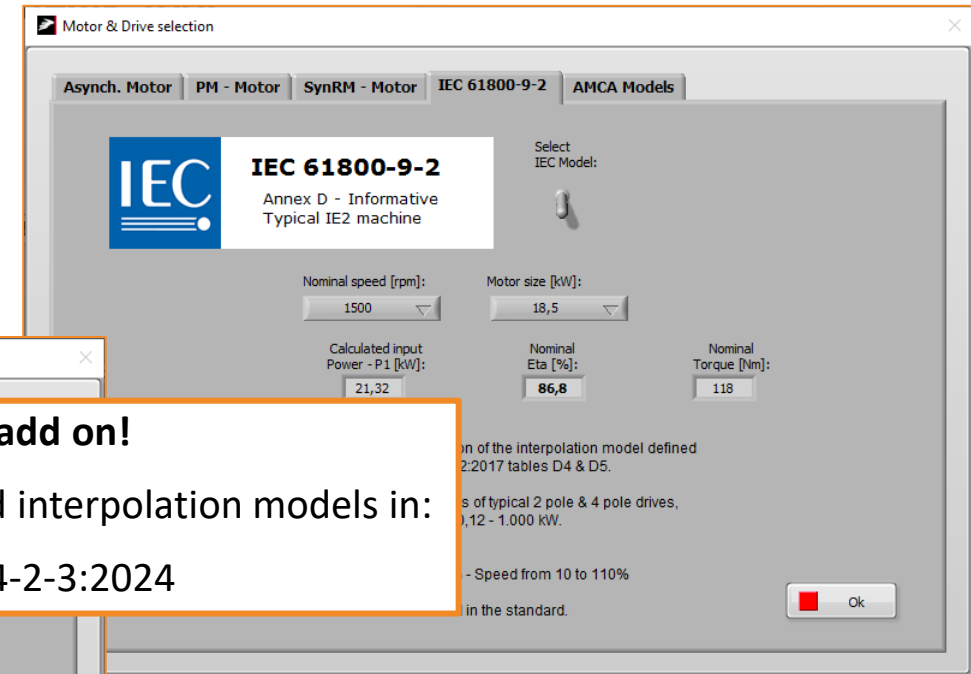 Motor & Drive selection
Asynch. Motor PM - Motor SynRM - Motor IEC 61800-9-2 AMCA Models
IEC
IEC 61800-9-2
Annex D - Informative
Typical IE2 machine
Select
IEC Model:
Nominal speed [rpm]: Motor size [kW]:
1500 18,5
Calculated input
Power - P1 [kW]:
Nominal
Eta [%]:
Nominal
Torque [Nm]:
21,32 86,8 118
add on!
interpolation models in:
-2-3:2024
of the interpolation model defined
2:2017 tables D4 & D5.
of typical 2 pole & 4 pole drives,
,12 - 1.000 kW.
- Speed from 10 to 110%
in the standard.
Ok